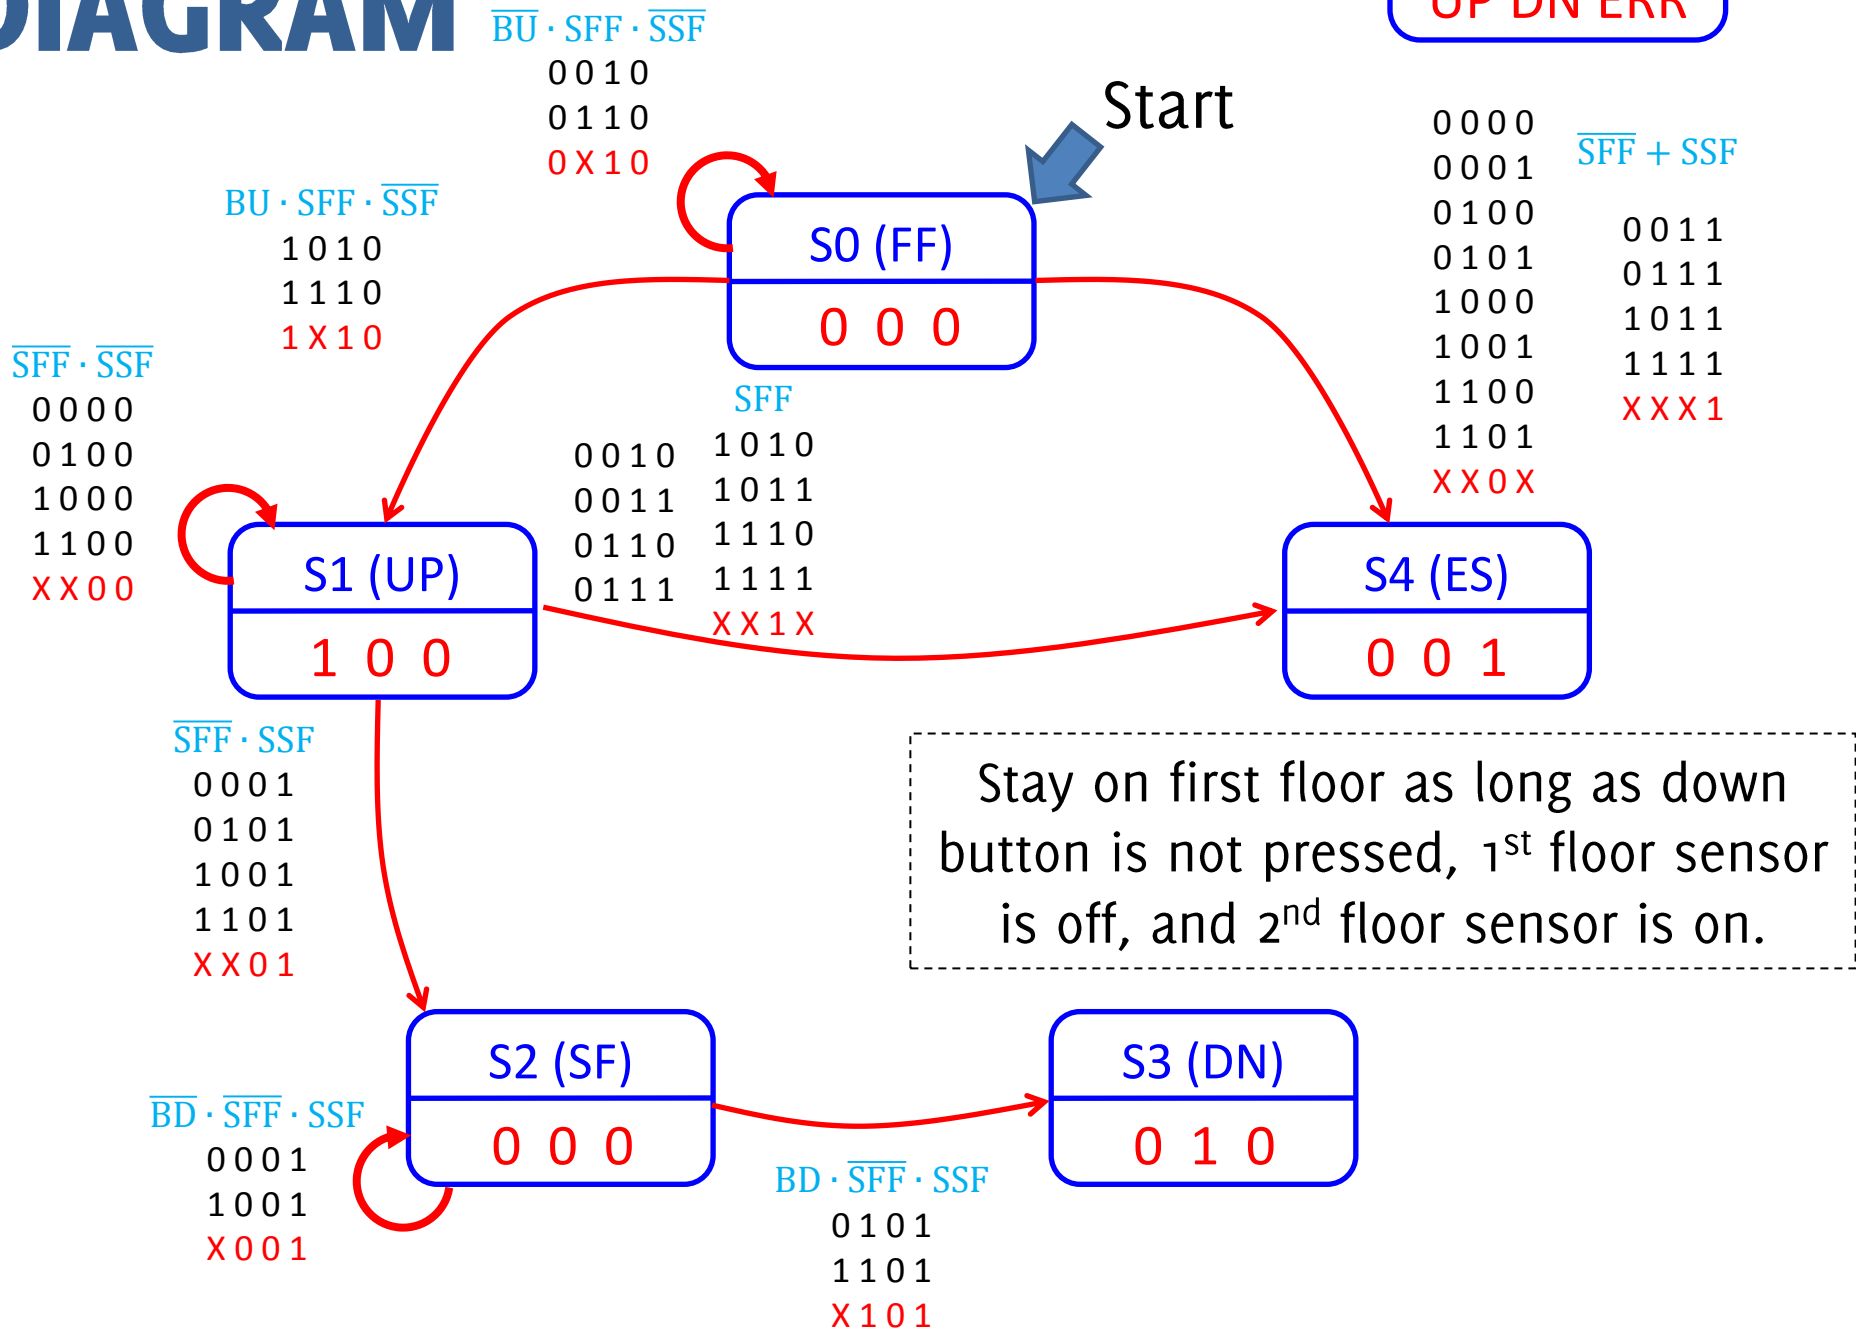 DIAGRAM
UP DN ERR
B̅U̅ · SFF · S̅S̅F̅
0 0 1 0
0 1 1 0
0 X 1 0
Start
0 0 0 0
0 0 0 1
0 1 0 0
0 1 0 1
1 0 0 0
1 0 0 1
1 1 0 0
1 1 0 1
X X 0 X
S̅F̅F̅ + SSF
0 0 1 1
0 1 1 1
1 0 1 1
1 1 1 1
X X X 1
BU · SFF · S̅S̅F̅
1 0 1 0
1 1 1 0
1 X 1 0
S0 (FF)
0 0 0
S̅F̅F̅ · S̅S̅F̅
0 0 0 0
0 1 0 0
1 0 0 0
1 1 0 0
X X 0 0
SFF
0 0 1 0
0 0 1 1
0 1 1 0
0 1 1 1
1 0 1 0
1 0 1 1
1 1 1 0
1 1 1 1
X X 1 X
S1 (UP)
1 0 0
S4 (ES)
0 0 1
S̅F̅F̅ · SSF
0 0 0 1
0 1 0 1
1 0 0 1
1 1 0 1
X X 0 1
Stay on first floor as long as down
button is not pressed, 1st floor sensor
is off, and 2nd floor sensor is on.
S2 (SF)
0 0 0
S3 (DN)
0 1 0
B̅D̅ · S̅F̅F̅ · SSF
0 0 0 1
1 0 0 1
X 0 0 1
BD · S̅F̅F̅ · SSF
0 1 0 1
1 1 0 1
X 1 0 1